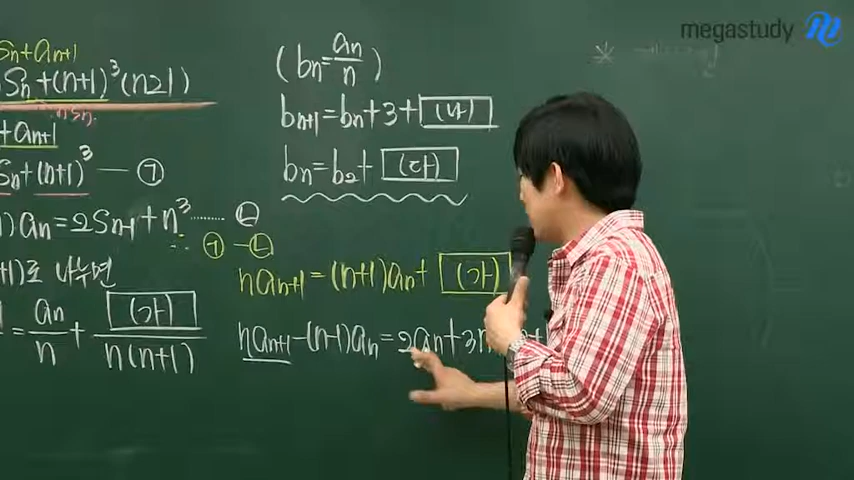 megastudy
Sn+an+1
Sn+(n+1)³(n≥1)
+an+1
Sn+(n+1)³ — ㉠
)an=2Sn-1+n³ ㉡
∴ ㉠-㉡
+1)로 나누면
=an/n+(가)/n(n+1)
(bn=an/n)
bn+1=bn+3+(나)
bn=b2+(다)
nan+1=(n+1)an+(가)
nan+1-(n-1)an=2an+3n